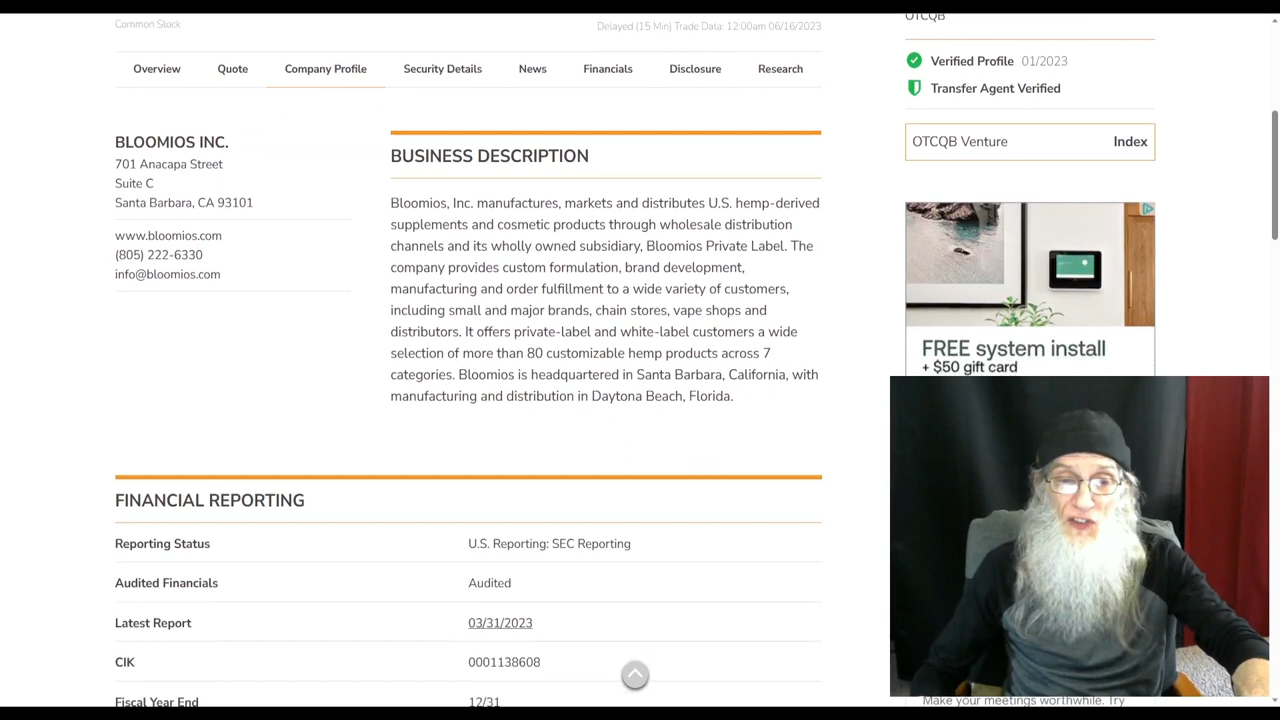 Common Stock
Delayed (15 Min) Trade Data: 12:00am 06/16/2023
Overview Quote Company Profile Security Details News Financials Disclosure Research
BLOOMIOS INC.
701 Anacapa Street
Suite C
Santa Barbara, CA 93101
www.bloomios.com
(805) 222-6330
info@bloomios.com
BUSINESS DESCRIPTION
Bloomios, Inc. manufactures, markets and distributes U.S. hemp-derived
supplements and cosmetic products through wholesale distribution
channels and its wholly owned subsidiary, Bloomios Private Label. The
company provides custom formulation, brand development,
manufacturing and order fulfillment to a wide variety of customers,
including small and major brands, chain stores, vape shops and
distributors. It offers private-label and white-label customers a wide
selection of more than 80 customizable hemp products across 7
categories. Bloomios is headquartered in Santa Barbara, California, with
manufacturing and distribution in Daytona Beach, Florida.
FINANCIAL REPORTING
Reporting Status U.S. Reporting: SEC Reporting
Audited Financials Audited
Latest Report 03/31/2023
CIK 0001138608
Fiscal Year End 12/31
OTCQB
Verified Profile 01/2023
Transfer Agent Verified
OTCQB Venture Index
FREE system install
+ $50 gift card
Make your meetings worthwhile. Try